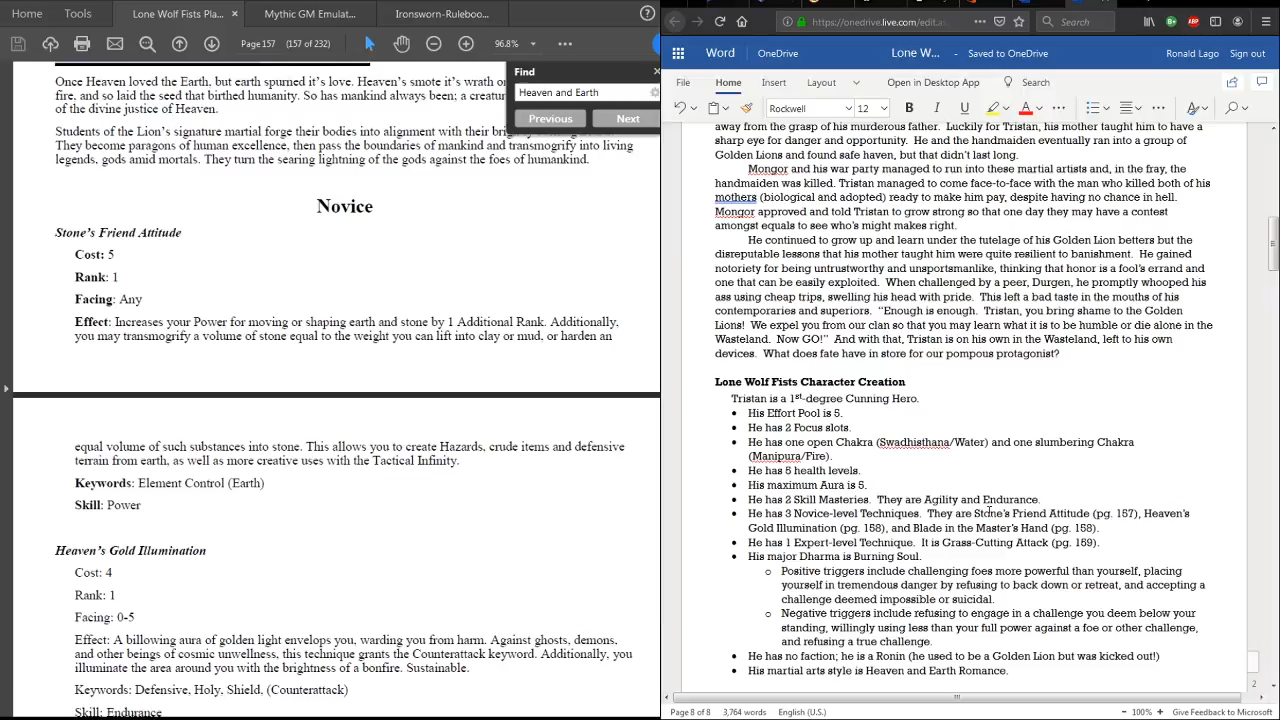 Home
Tools
Lone Wolf Fists Pla...
Mythic GM Emulat...
Ironsworn-Ruleboo...
Page 157 (157 of 232)
96.8%
Find
Heaven and Earth
Previous
Next
Once Heaven loved the Earth, but earth spurned it's love. Heaven's smote it's wrath on
fire, and so laid the seed that birthed humanity. So has mankind always been; a creatur
of the divine justice of Heaven.
Students of the Lion's signature martial forge their bodies into alignment with their
They become paragons of human excellence, then pass the boundaries of mankind and transmogrify into living
legends, gods amid mortals. They turn the searing lightning of the gods against the foes of humankind.
Novice
Stone's Friend Attitude
Cost: 5
Rank: 1
Facing: Any
Effect: Increases your Power for moving or shaping earth and stone by 1 Additional Rank. Additionally,
you may transmogrify a volume of stone equal to the weight you can lift into clay or mud, or harden an
equal volume of such substances into stone. This allows you to create Hazards, crude items and defensive
terrain from earth, as well as more creative uses with the Tactical Infinity.
Keywords: Element Control (Earth)
Skill: Power
Heaven's Gold Illumination
Cost: 4
Rank: 1
Facing: 0-5
Effect: A billowing aura of golden light envelops you, warding you from harm. Against ghosts, demons,
and other beings of cosmic unwellness, this technique grants the Counterattack keyword. Additionally, you
illuminate the area around you with the brightness of a bonfire. Sustainable.
Keywords: Defensive, Holy, Shield, (Counterattack)
Skill: Endurance
https://onedrive.live.com/edit.as
Search
Word
OneDrive
Lone W...
- Saved to OneDrive
Ronald Lago
Sign out
File
Home
Insert
Layout
Open in Desktop App
Search
Rockwell
12
B
I
U
A
away from the grasp of his murderous father. Luckily for Tristan, his mother taught him to have a
sharp eye for danger and opportunity. He and the handmaiden eventually ran into a group of
Golden Lions and found safe haven, but that didn't last long.
Mongor and his war party managed to run into these martial artists and, in the fray, the
handmaiden was killed. Tristan managed to come face-to-face with the man who killed both of his
mothers (biological and adopted) ready to make him pay, despite having no chance in hell.
Mongor approved and told Tristan to grow strong so that one day they may have a contest
amongst equals to see who's might makes right.
He continued to grow up and learn under the tutelage of his Golden Lion betters but the
disreputable lessons that his mother taught him were quite resilient to banishment. He gained
notoriety for being untrustworthy and unsportsmanlike, thinking that honor is a fool's errand and
one that can be easily exploited. When challenged by a peer, Durgen, he promptly whooped his
ass using cheap trips, swelling his head with pride. This left a bad taste in the mouths of his
contemporaries and superiors. "Enough is enough. Tristan, you bring shame to the Golden
Lions! We expel you from our clan so that you may learn what it is to be humble or die alone in the
Wasteland. Now GO!" And with that, Tristan is on his own in the Wasteland, left to his own
devices. What does fate have in store for our pompous protagonist?
Lone Wolf Fists Character Creation
Tristan is a 1st-degree Cunning Hero.
• His Effort Pool is 5.
• He has 2 Focus slots.
• He has one open Chakra (Swadhisthana/Water) and one slumbering Chakra
(Manipura/Fire).
• He has 5 health levels.
• His maximum Aura is 5.
• He has 2 Skill Masteries. They are Agility and Endurance.
• He has 3 Novice-level Techniques. They are Stone's Friend Attitude (pg. 157), Heaven's
Gold Illumination (pg. 158), and Blade in the Master's Hand (pg. 158).
• He has 1 Expert-level Technique. It is Grass-Cutting Attack (pg. 159).
• His major Dharma is Burning Soul.
o Positive triggers include challenging foes more powerful than yourself, placing
yourself in tremendous danger by refusing to back down or retreat, and accepting a
challenge deemed impossible or suicidal.
o Negative triggers include refusing to engage in a challenge you deem below your
standing, willingly using less than your full power against a foe or other challenge,
and refusing a true challenge.
• He has no faction; he is a Ronin (he used to be a Golden Lion but was kicked out!)
• His martial arts style is Heaven and Earth Romance.
2
Page 8 of 8
3,764 words
English (U.S.)
100%
Give Feedback to Microsoft